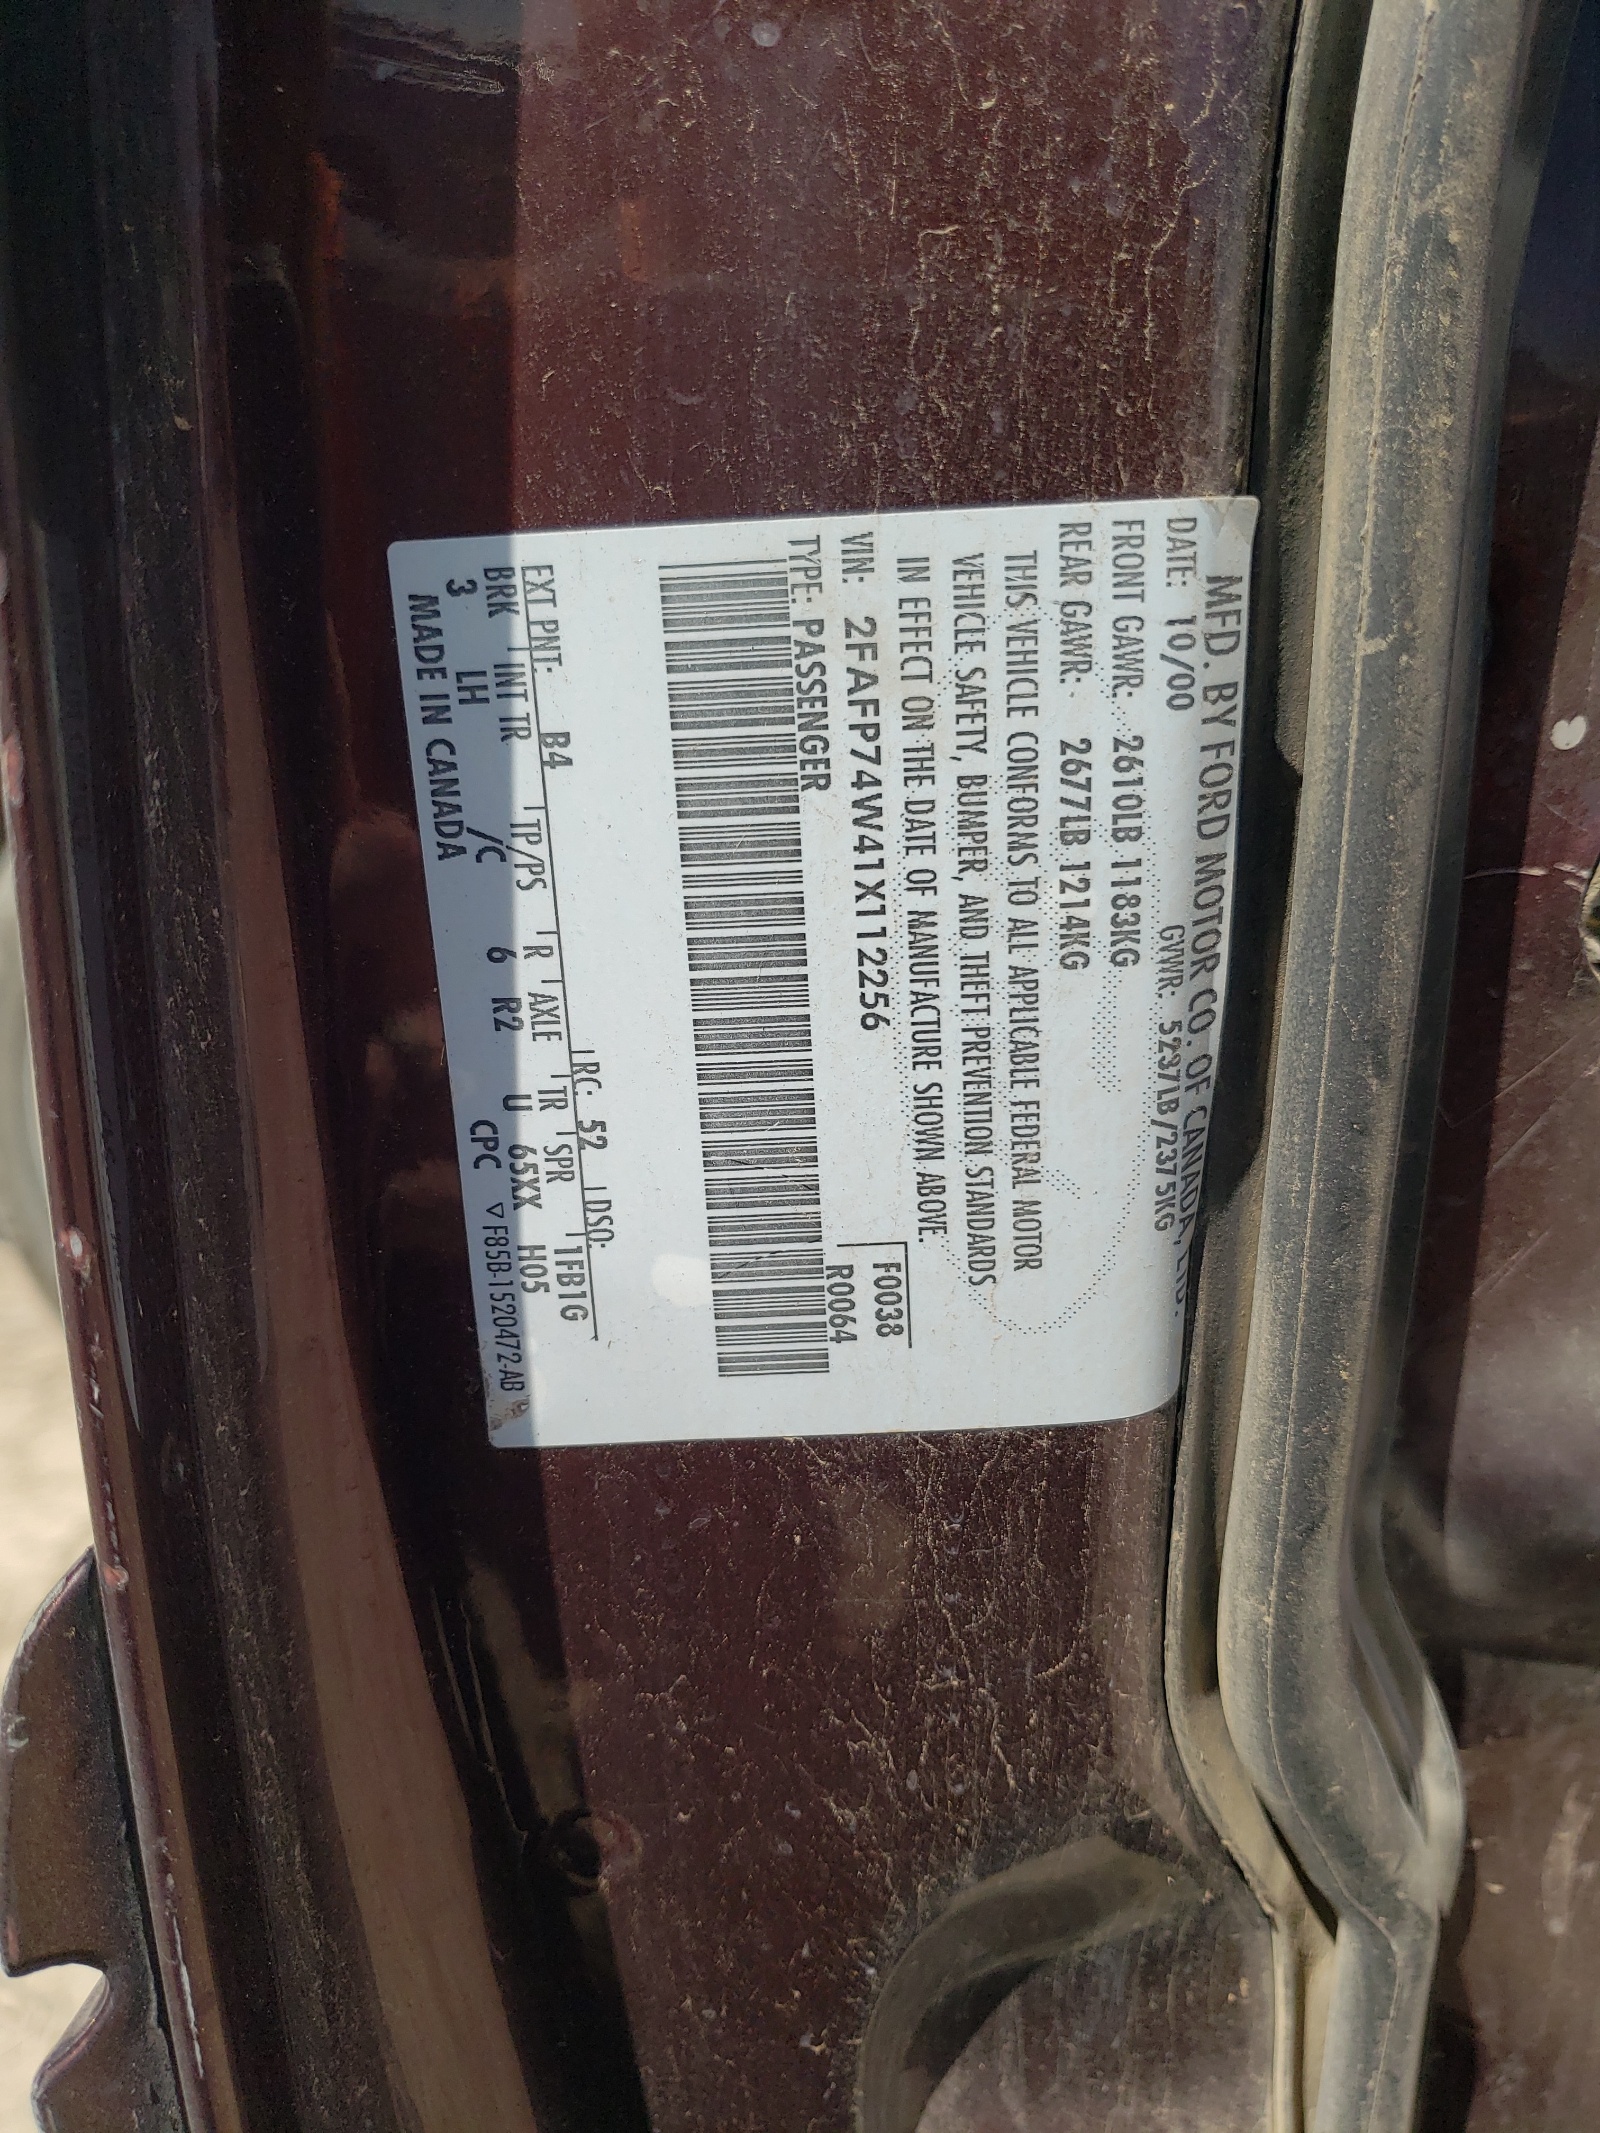 MFD. BY FORD MOTOR CO. OF CANADA, LTD.
DATE: 10/00 GVWR: 5237LB/2375KG
FRONT GAWR: 2610LB 1183KG
REAR GAWR: 2677LB 1214KG
THIS VEHICLE CONFORMS TO ALL APPLICABLE FEDERAL MOTOR
VEHICLE SAFETY, BUMPER, AND THEFT PREVENTION STANDARDS
IN EFFECT ON THE DATE OF MANUFACTURE SHOWN ABOVE.
VIN: 2FAFP74W41X112256 F0038
TYPE: PASSENGER R0064
EXT PNT: B4 RC: 52 DSO:
BRK INT TR TP/PS R AXLE TR SPR 1FB1G
3 LH /C 6 R2 U 65XX H05
MADE IN CANADA CPC ▽F85B-1520472-AB